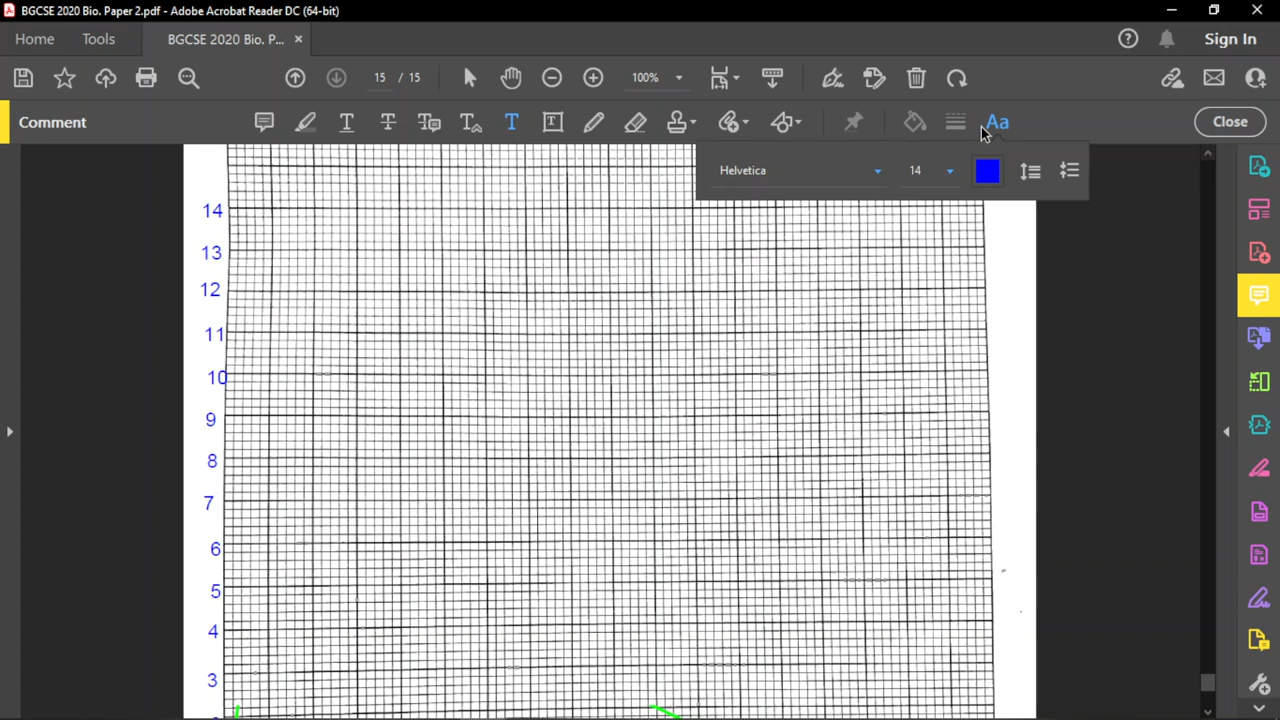 BGCSE 2020 Bio. Paper 2.pdf - Adobe Acrobat Reader DC (64-bit)
Home Tools BGCSE 2020 Bio. P... × Sign In
15 / 15 100%
Comment Aa Close
Helvetica 14
14
13
12
11
10
9
8
7
6
5
4
3